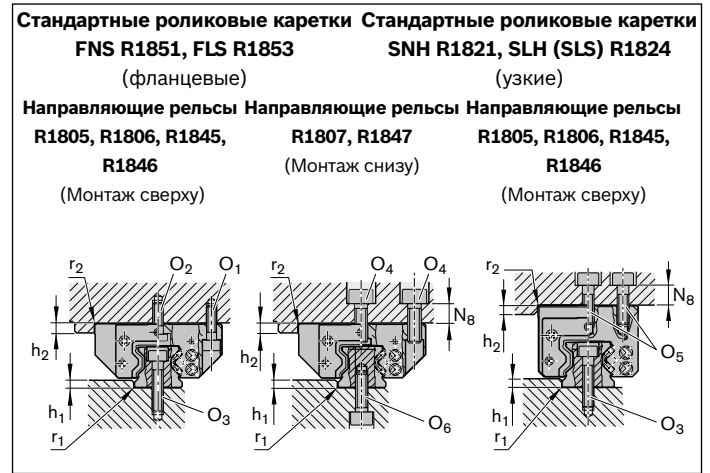 Стандартные роликовые каретки
FNS R1851, FLS R1853
(фланцевые)
Стандартные роликовые каретки
SNH R1821, SLH (SLS) R1824
(узкие)
Направляющие рельсы
R1805, R1806, R1845,
R1846
(Монтаж сверху)
Направляющие рельсы
R1807, R1847
(Монтаж снизу)
Направляющие рельсы
R1805, R1806, R1845,
R1846
(Монтаж сверху)
r2 O2 O1
h2
h1
r1 O3
r2 O4 O4
N8
h2
h1
r1 O6
r2
N8
h2
O5
h1
r1 O3